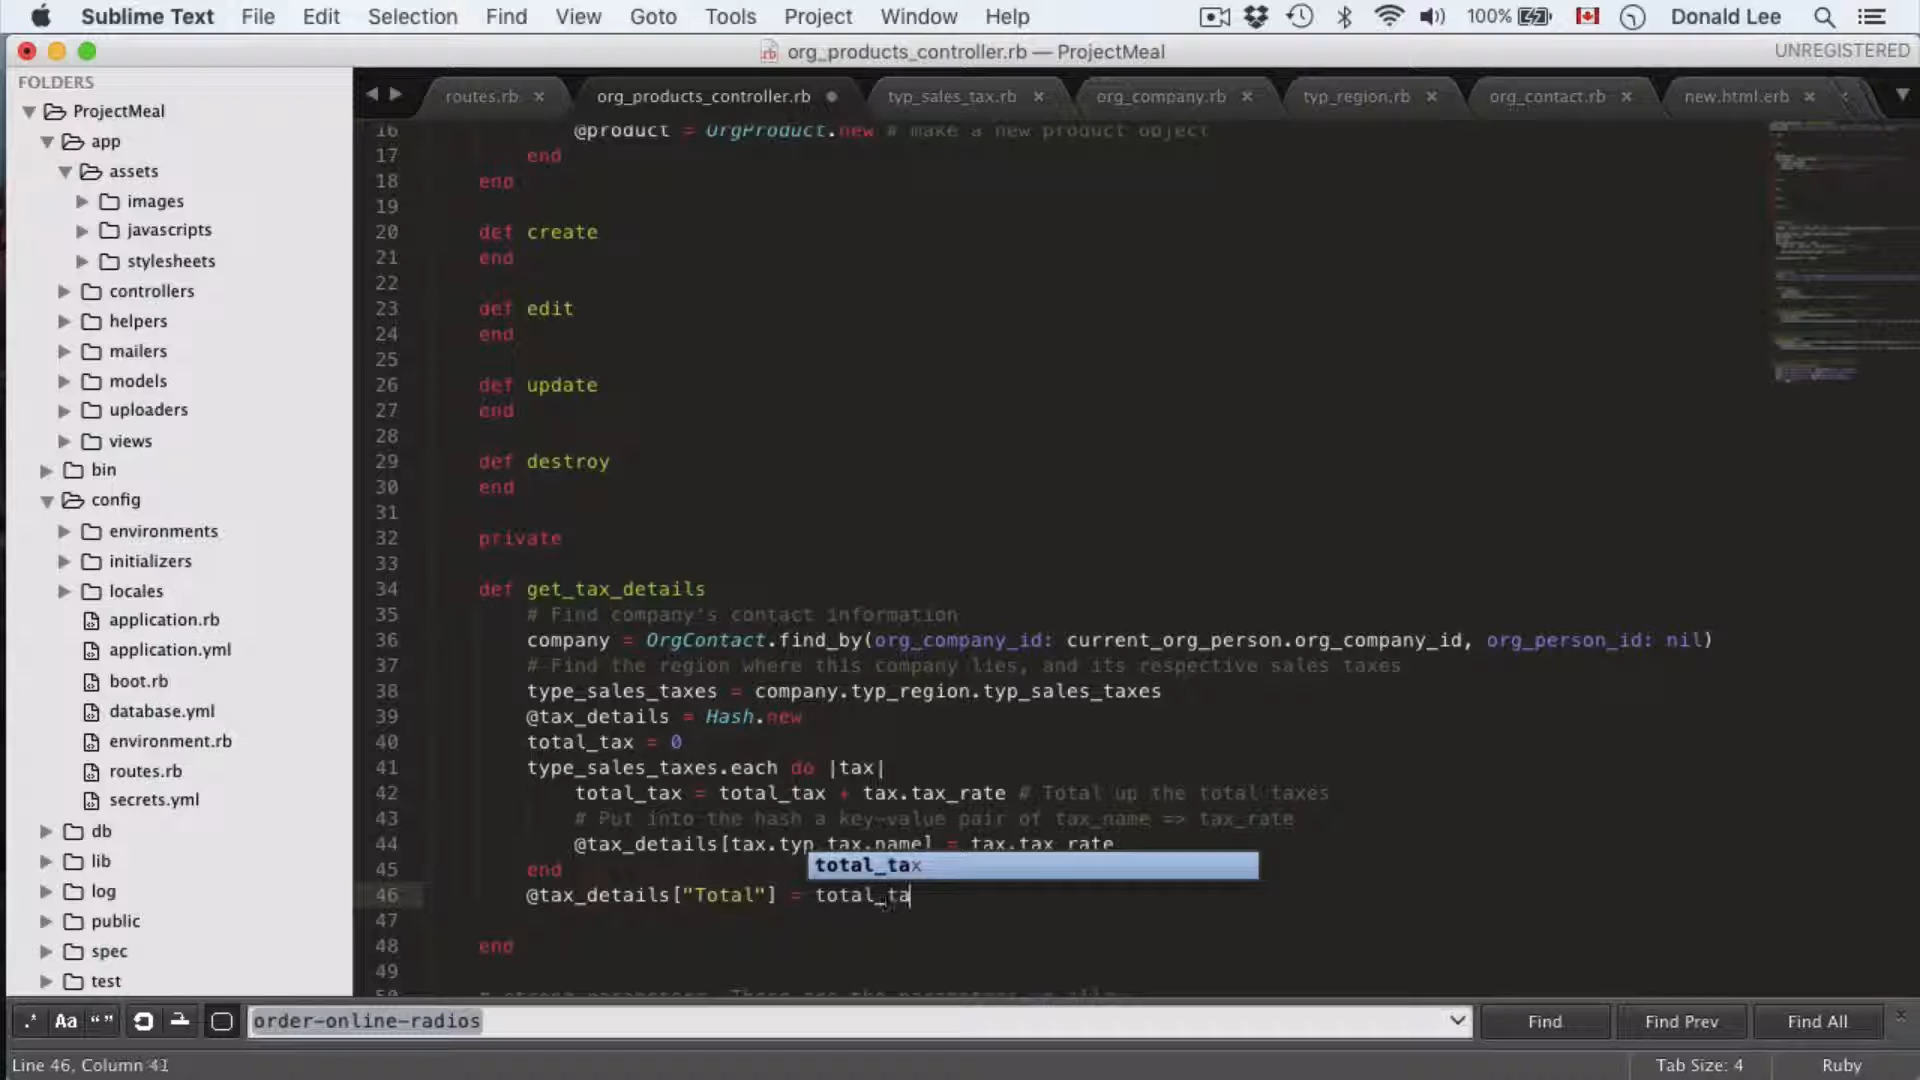 Sublime Text File Edit Selection Find View Goto Tools Project Window Help 100% Donald Lee
org_products_controller.rb — ProjectMeal UNREGISTERED
FOLDERS
ProjectMeal
app
assets
images
javascripts
stylesheets
controllers
helpers
mailers
models
uploaders
views
bin
config
environments
initializers
locales
application.rb
application.yml
boot.rb
database.yml
environment.rb
routes.rb
secrets.yml
db
lib
log
public
spec
test
routes.rb × org_products_controller.rb typ_sales_tax.rb × org_company.rb × typ_region.rb × org_contact.rb × new.html.erb ×
16 @product = OrgProduct.new # make a new product object
17 end
18 end
19
20 def create
21 end
22
23 def edit
24 end
25
26 def update
27 end
28
29 def destroy
30 end
31
32 private
33
34 def get_tax_details
35 # Find company's contact information
36 company = OrgContact.find_by(org_company_id: current_org_person.org_company_id, org_person_id: nil)
37 # Find the region where this company lies, and its respective sales taxes
38 type_sales_taxes = company.typ_region.typ_sales_taxes
39 @tax_details = Hash.new
40 total_tax = 0
41 type_sales_taxes.each do |tax|
42 total_tax = total_tax + tax.tax_rate # Total up the total taxes
43 # Put into the hash a key-value pair of tax_name => tax_rate
44 @tax_details[tax.typ_tax.name] = tax.tax_rate
45 end
total_tax
46 @tax_details["Total"] = total_ta
47
48 end
49
50
.* Aa “” order-online-radios Find Find Prev Find All
Line 46, Column 41 Tab Size: 4 Ruby